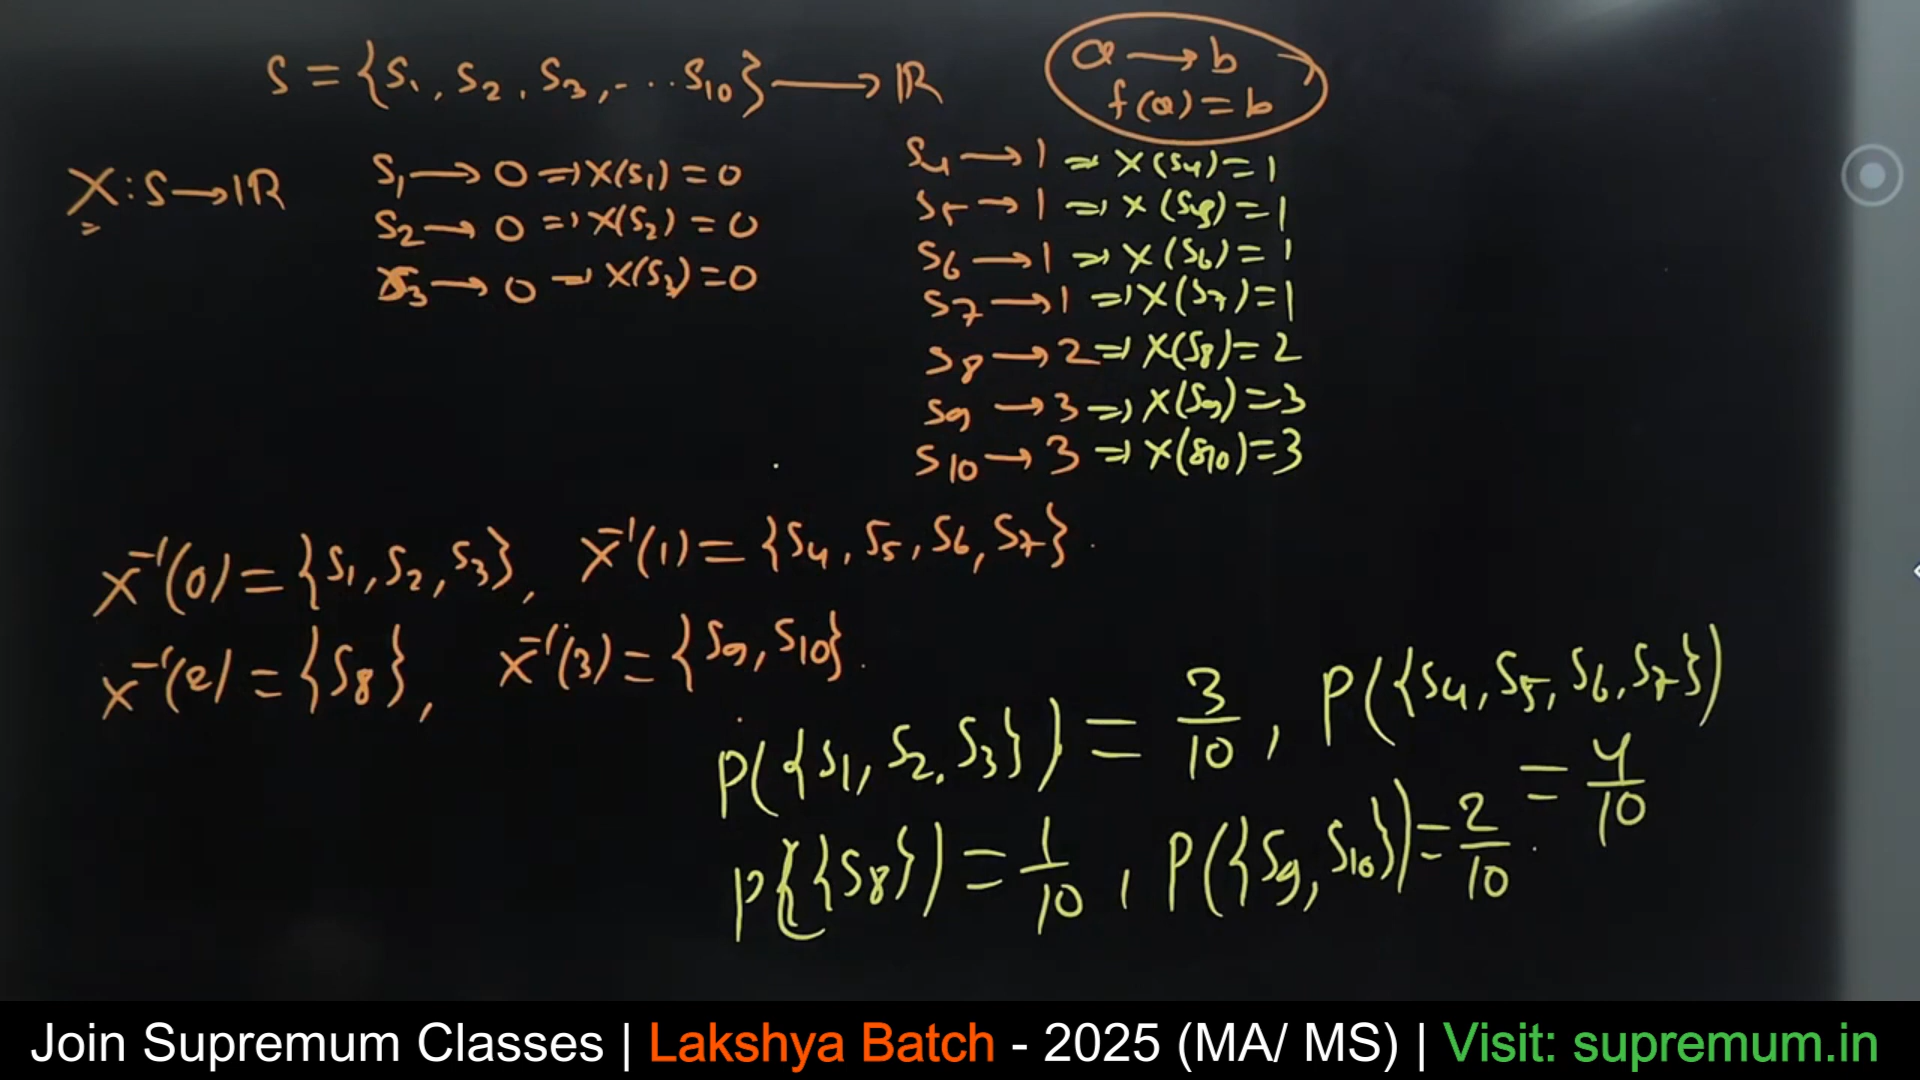 S = {S₁, S₂, S₃, ... S₁₀} → ℝ
a → b
f(a) = b
X : S → ℝ
S₁ → 0 ⇒ X(S₁) = 0
S₂ → 0 ⇒ X(S₂) = 0
S₃ → 0 ⇒ X(S₃) = 0
S₄ → 1 ⇒ X(S₄) = 1
S₅ → 1 ⇒ X(S₅) = 1
S₆ → 1 ⇒ X(S₆) = 1
S₇ → 1 ⇒ X(S₇) = 1
S₈ → 2 ⇒ X(S₈) = 2
S₉ → 3 ⇒ X(S₉) = 3
S₁₀ → 3 ⇒ X(S₁₀) = 3
X⁻¹(0) = {S₁, S₂, S₃}, X⁻¹(1) = {S₄, S₅, S₆, S₇}.
X⁻¹(2) = {S₈}, X⁻¹(3) = {S₉, S₁₀}.
P({S₁, S₂, S₃}) = 3/10, P({S₄, S₅, S₆, S₇}) = 4/10
P({S₈}) = 1/10, P({S₉, S₁₀}) = 2/10.
Join Supremum Classes | Lakshya Batch - 2025 (MA/ MS) | Visit: supremum.in